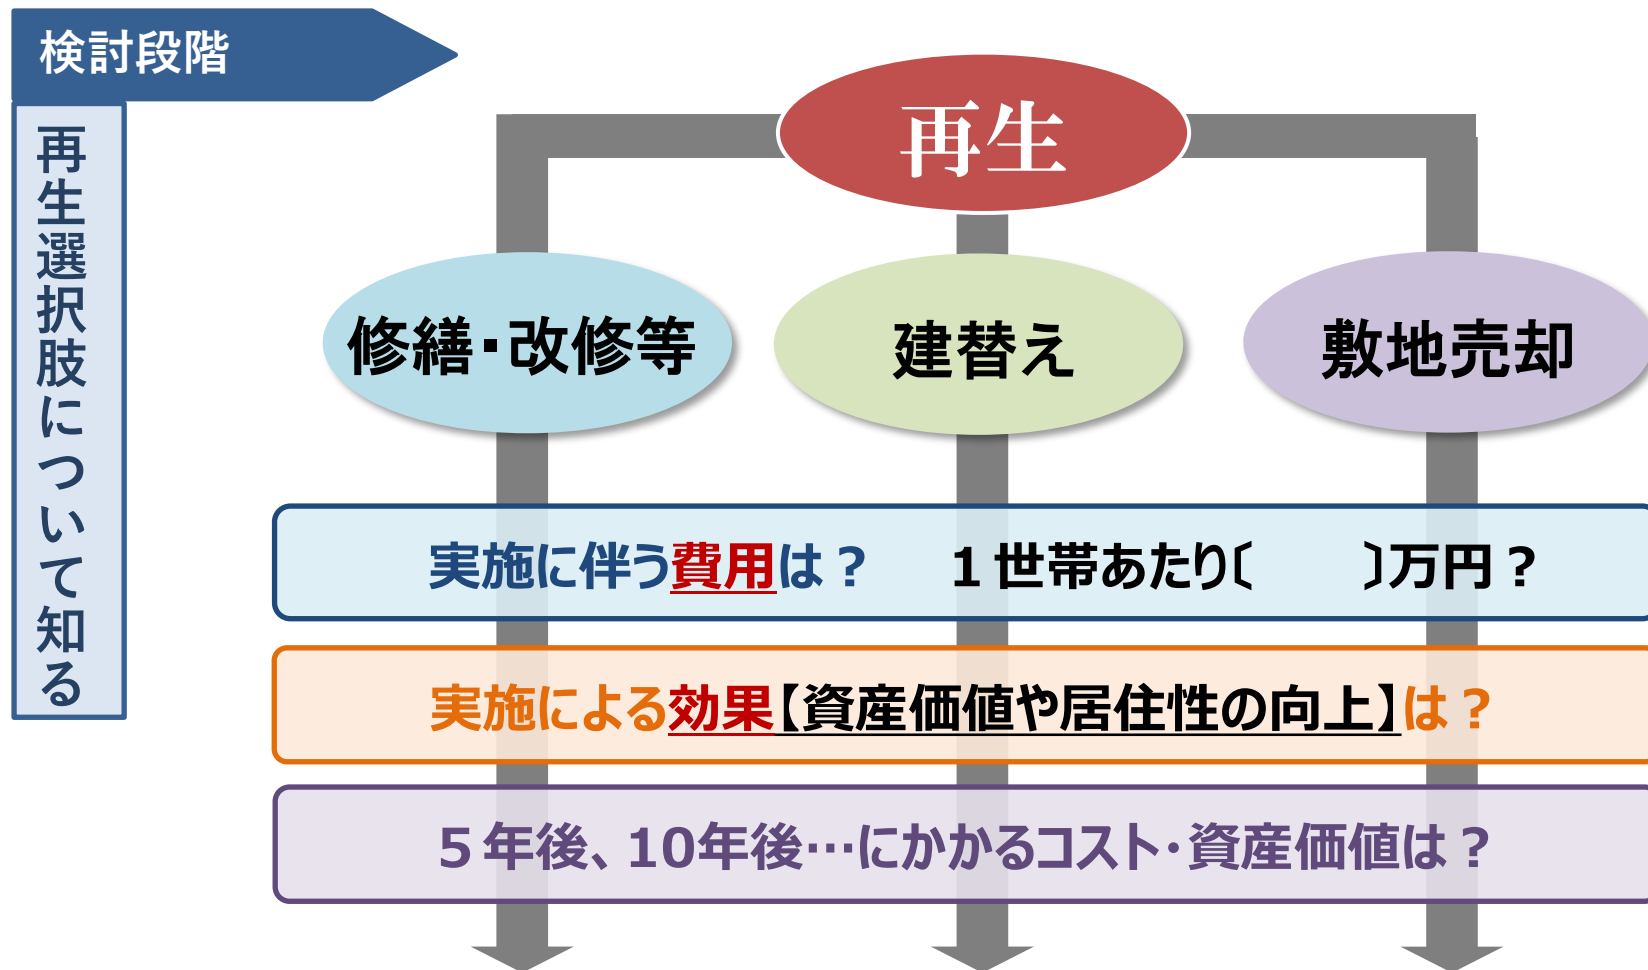 検討段階
再生選択肢について知る
再生
修繕・改修等
建替え
敷地売却
実施に伴う費用は？　１世帯あたり〔　　〕万円？
実施による効果【資産価値や居住性の向上】は？
５年後、10年後…にかかるコスト・資産価値は？